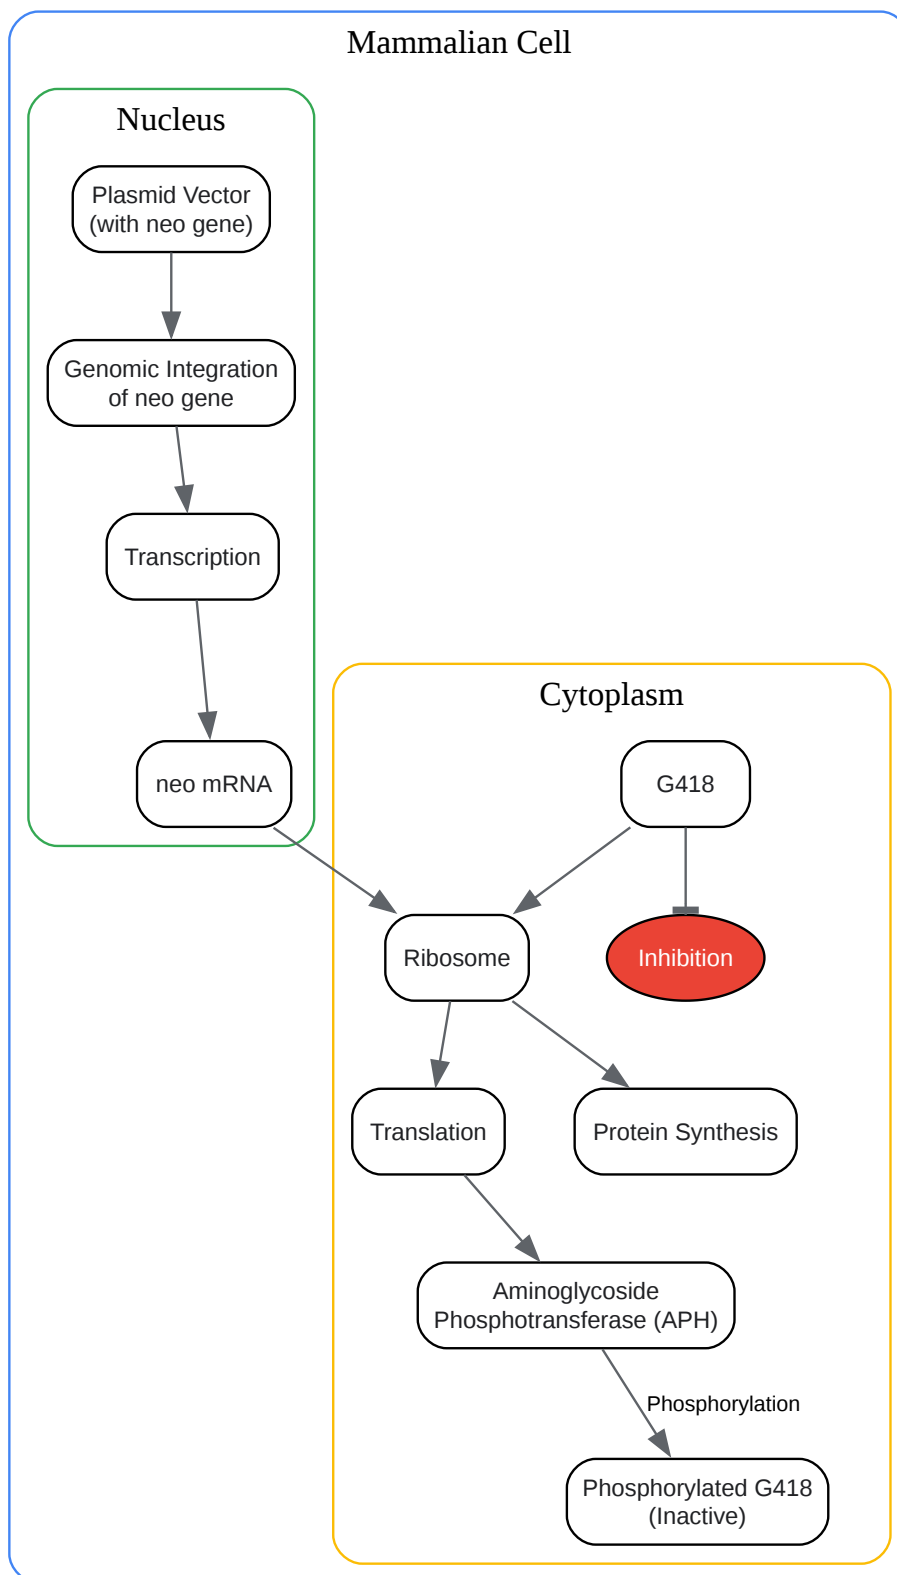 Mammalian Cell
Nucleus
Plasmid Vector
(with neo gene)
Genomic Integration
of neo gene
Transcription
neo mRNA
Cytoplasm
G418
Ribosome
Inhibition
Translation
Protein Synthesis
Aminoglycoside
Phosphotransferase (APH)
Phosphorylation
Phosphorylated G418
(Inactive)